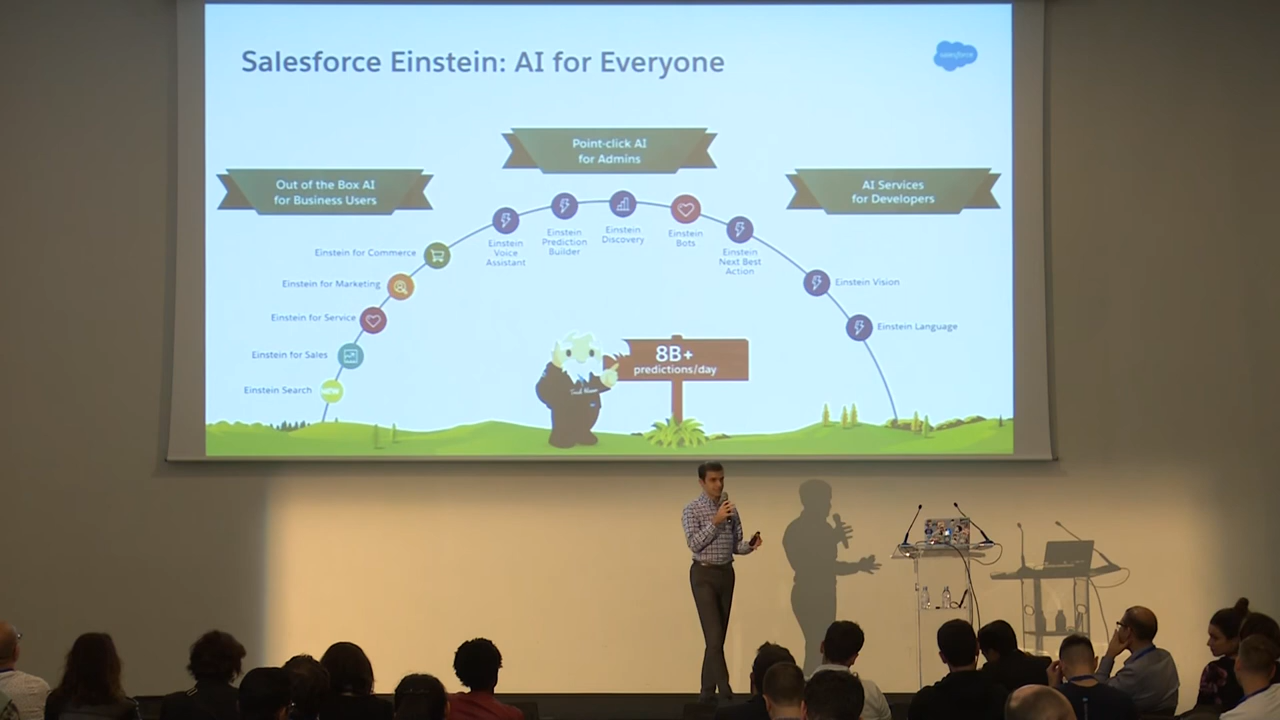 Salesforce Einstein: AI for Everyone
salesforce
Point-click AI
for Admins
Out of the Box AI
for Business Users
AI Services
for Developers
Einstein for Commerce
Einstein for Marketing
Einstein for Service
Einstein for Sales
Einstein Search
NEW
Einstein
Voice
Assistant
Einstein
Prediction
Builder
Einstein
Discovery
Einstein
Bots
Einstein
Next Best
Action
Einstein Vision
Einstein Language
8B+
predictions/day